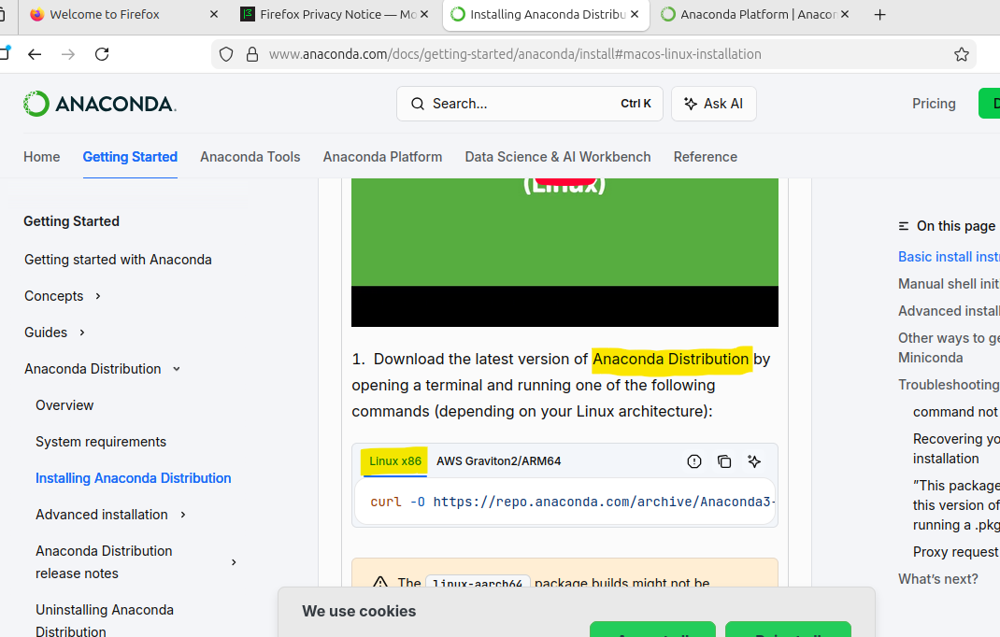 Welcome to Firefox
Firefox Privacy Notice — Mo
Installing Anaconda Distribu
Anaconda Platform | Anacon
www.anaconda.com/docs/getting-started/anaconda/install#macos-linux-installation
ANACONDA.
Search...
Ctrl K
Ask AI
Pricing
D
Home
Getting Started
Anaconda Tools
Anaconda Platform
Data Science & AI Workbench
Reference
Getting Started
Getting started with Anaconda
Concepts
Guides
Anaconda Distribution
Overview
System requirements
Installing Anaconda Distribution
Advanced installation
Anaconda Distribution
release notes
Uninstalling Anaconda
Distribution
(Linux)
1. Download the latest version of Anaconda Distribution by
opening a terminal and running one of the following
commands (depending on your Linux architecture):
Linux x86
AWS Graviton2/ARM64
curl -O https://repo.anaconda.com/archive/Anaconda3-
The linux-aarch64 package builds might not be
We use cookies
On this page
Basic install instr
Manual shell init
Advanced install
Other ways to ge
Miniconda
Troubleshooting
command not
Recovering yo
installation
"This package
this version of
running a .pkg
Proxy request
What's next?